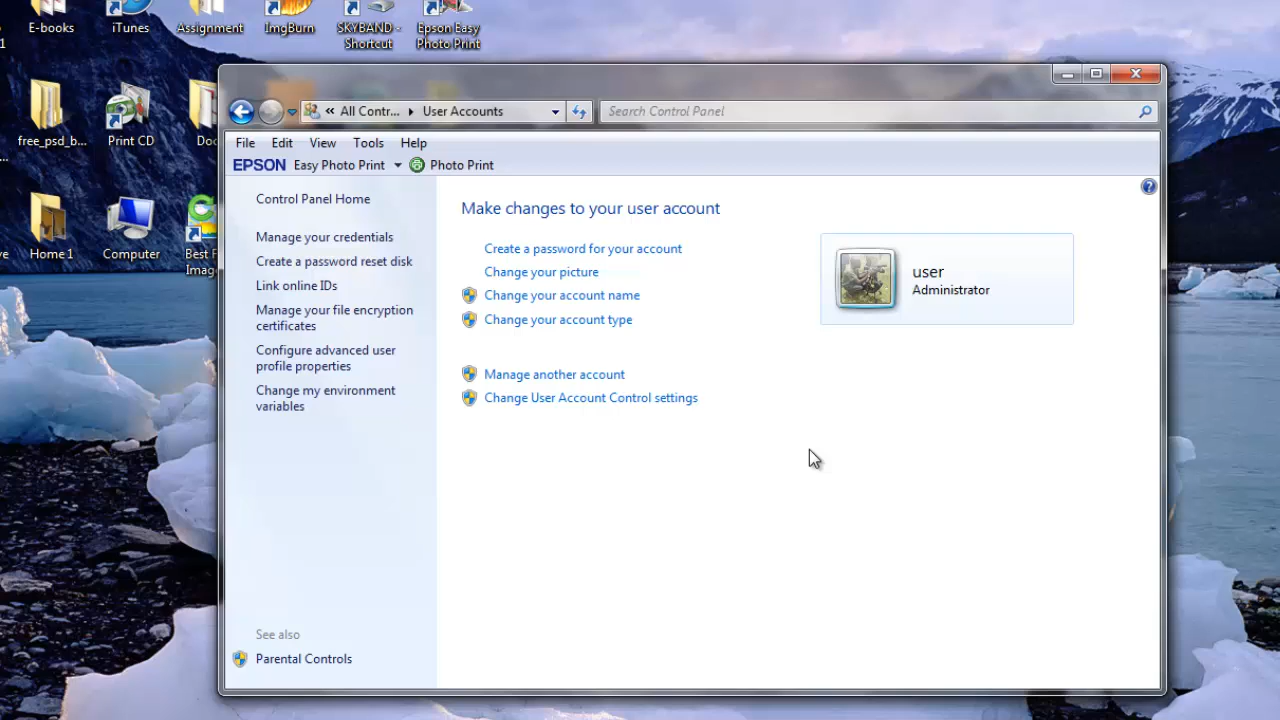 E-books
iTunes
Assignment
ImgBurn
SKYBAND -
Shortcut
Epson Easy
Photo Print
1
free_psd_b...
Print CD
Home 1
Computer
Best F
Imag
All Contr...
User Accounts
Search Control Panel
File Edit View Tools Help
EPSON Easy Photo Print Photo Print
Control Panel Home
Manage your credentials
Create a password reset disk
Link online IDs
Manage your file encryption
certificates
Configure advanced user
profile properties
Change my environment
variables
See also
Parental Controls
Make changes to your user account
Create a password for your account
Change your picture
Change your account name
Change your account type
Manage another account
Change User Account Control settings
user
Administrator